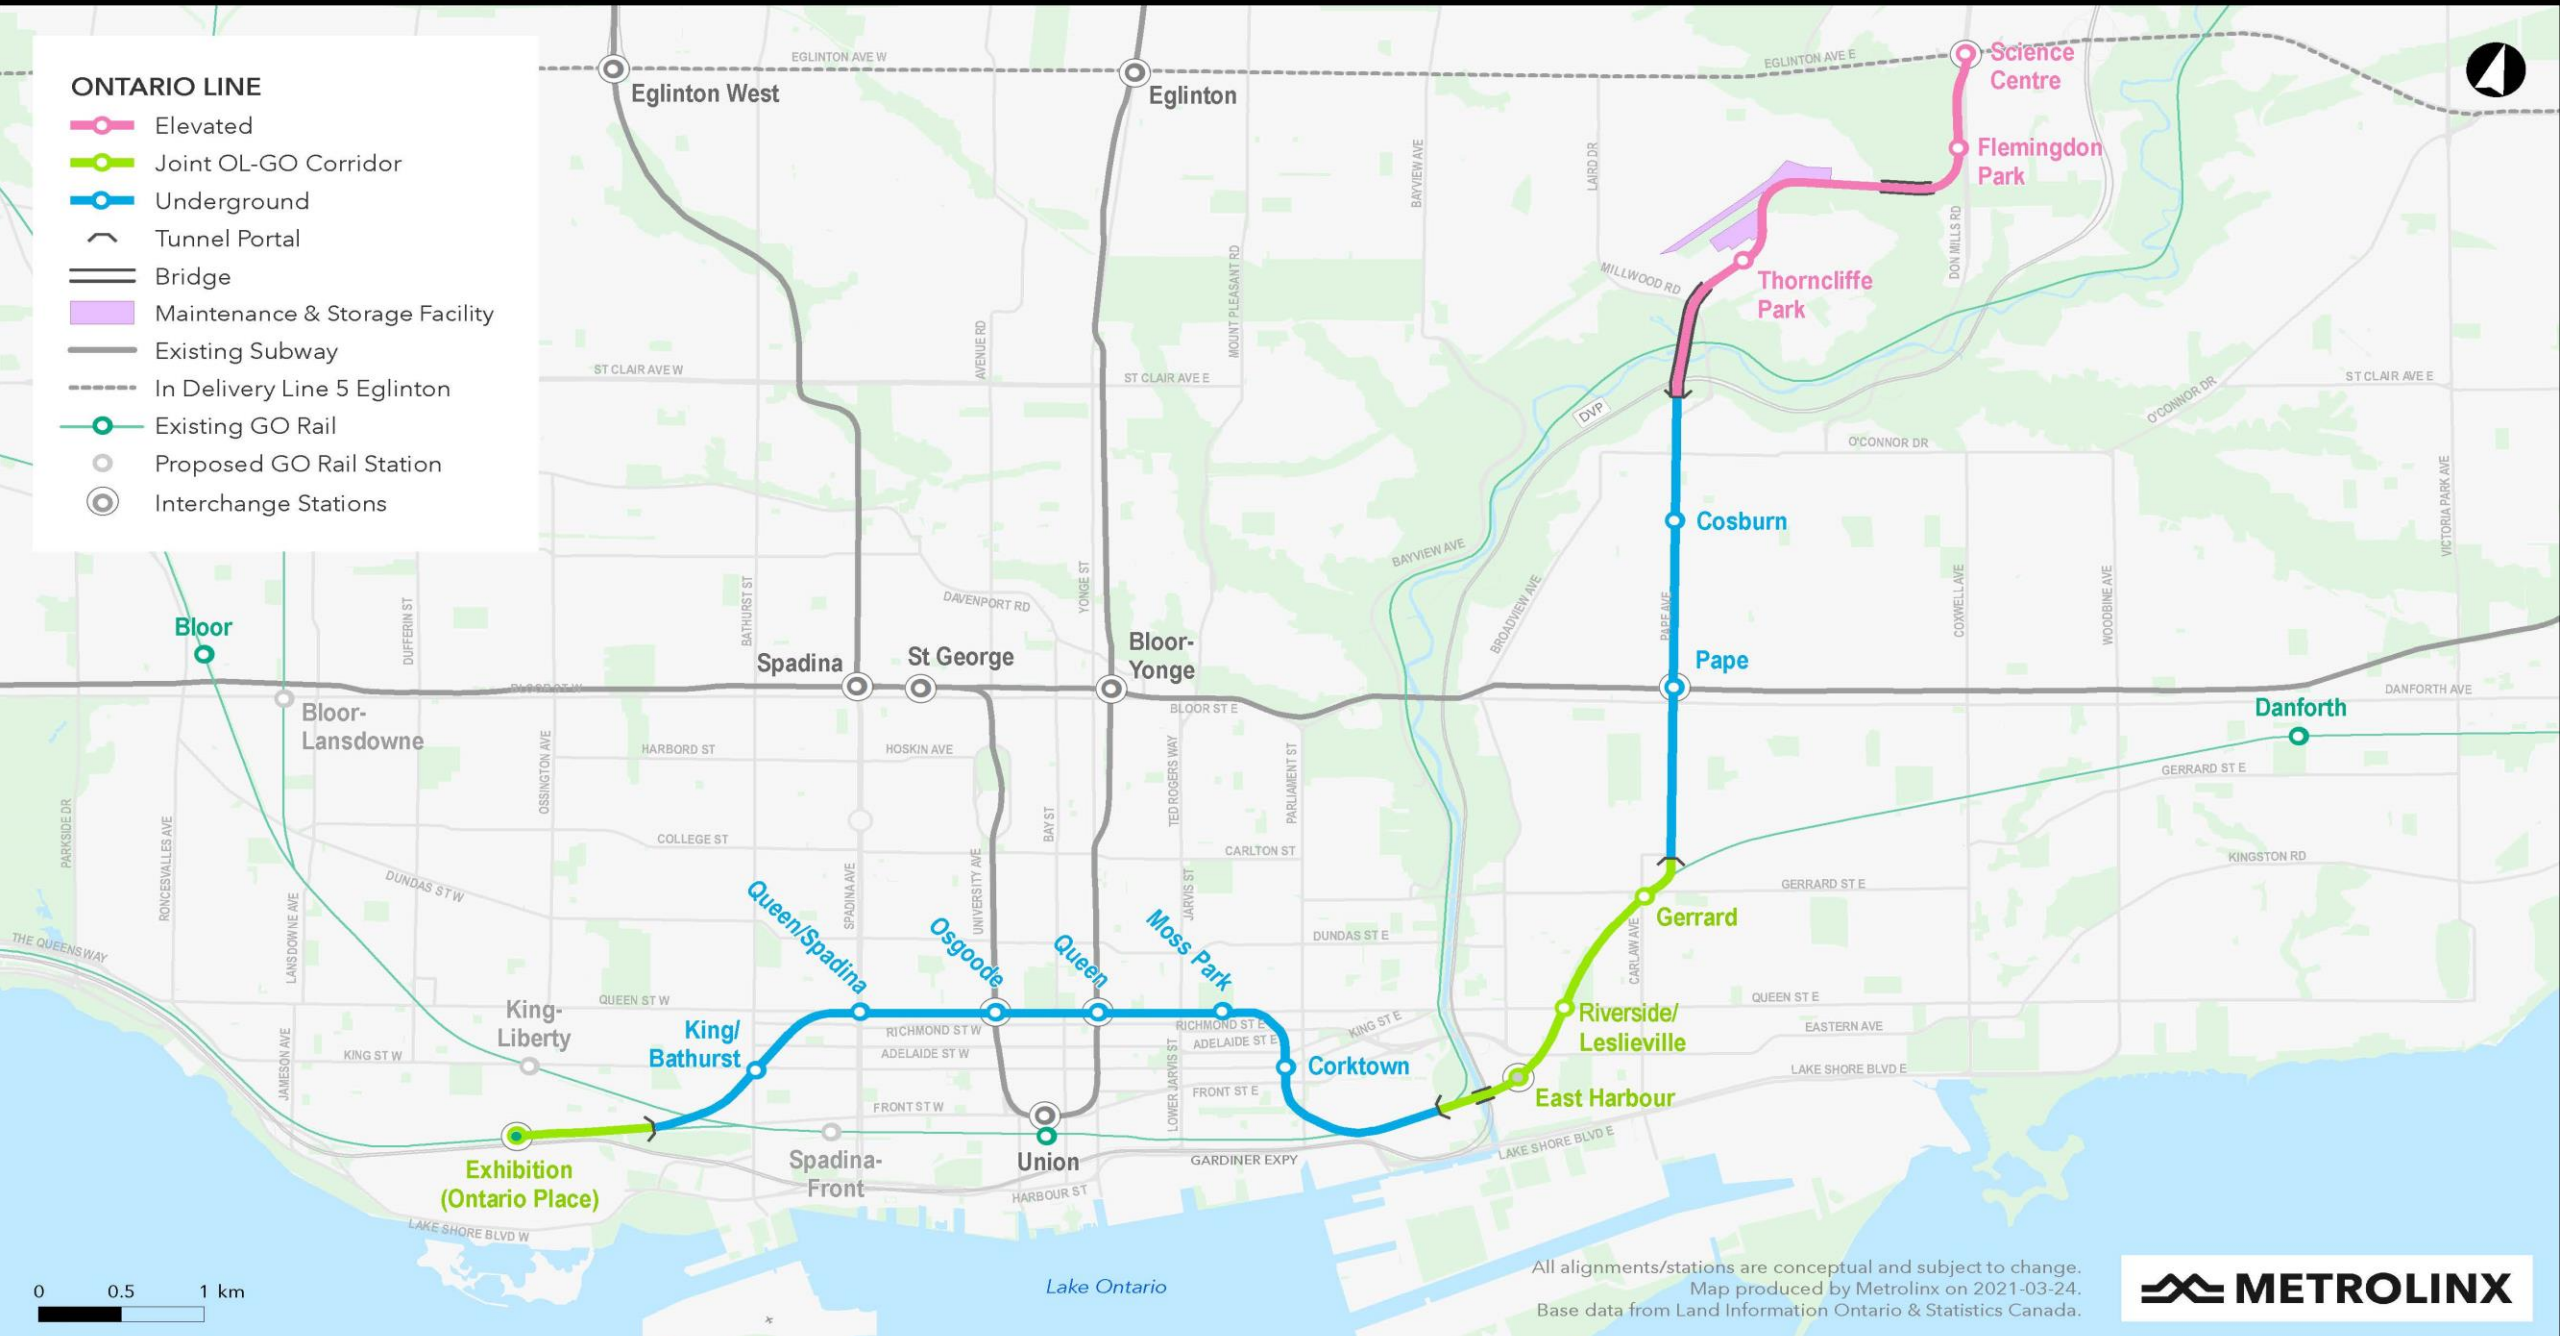 ONTARIO LINE
Elevated
Joint OL-GO Corridor
Underground
Tunnel Portal
Bridge
Maintenance & Storage Facility
Existing Subway
In Delivery Line 5 Eglinton
Existing GO Rail
Proposed GO Rail Station
Interchange Stations
EGLINTON AVE W
EGLINTON AVE E
Eglinton West
Eglinton
Science
Centre
Flemingdon
Park
Thorncliffe
Park
BAYVIEW AVE
LAIRD DR
DON MILLS RD
MILLWOOD RD
MOUNT PLEASANT RD
AVENUE RD
ST CLAIR AVE W
ST CLAIR AVE E
ST CLAIR AVE E
DVP
O'CONNOR DR
O'CONNOR DR
VICTORIA PARK AVE
Cosburn
BAYVIEW AVE
BROADVIEW AVE
PAPE AVE
COXWELL AVE
WOODBINE AVE
DUFFERIN ST
BATHURST ST
YONGE ST
DAVENPORT RD
Bloor
Spadina
St George
Bloor-
Yonge
Pape
BLOOR ST W
BLOOR ST E
DANFORTH AVE
Danforth
Bloor-
Lansdowne
HARBORD ST
HOSKIN AVE
OSSINGTON AVE
TED ROGERS WAY
PARLIAMENT ST
GERRARD ST E
PARKSIDE DR
RONCESVALLES AVE
COLLEGE ST
BAY ST
CARLTON ST
KINGSTON RD
DUNDAS ST W
LANSDOWNE AVE
SPADINA AVE
UNIVERSITY AVE
JARVIS ST
GERRARD ST E
Gerrard
CARLAW AVE
DUNDAS ST E
THE QUEENSWAY
Queen/Spadina
Osgoode
Queen
Moss Park
QUEEN ST W
QUEEN ST E
King-
Liberty
King/
Bathurst
RICHMOND ST W
RICHMOND ST E
ADELAIDE ST W
ADELAIDE ST E
KING ST E
KING ST W
JAMESON AVE
Riverside/
Leslieville
EASTERN AVE
Corktown
LAKE SHORE BLVD E
East Harbour
FRONT ST W
FRONT ST E
LOWER JARVIS ST
Exhibition
(Ontario Place)
Spadina-
Front
Union
GARDINER EXPY
LAKE SHORE BLVD E
HARBOUR ST
LAKE SHORE BLVD W
Lake Ontario
0 0.5 1 km
All alignments/stations are conceptual and subject to change.
Map produced by Metrolinx on 2021-03-24.
Base data from Land Information Ontario & Statistics Canada.
METROLINX